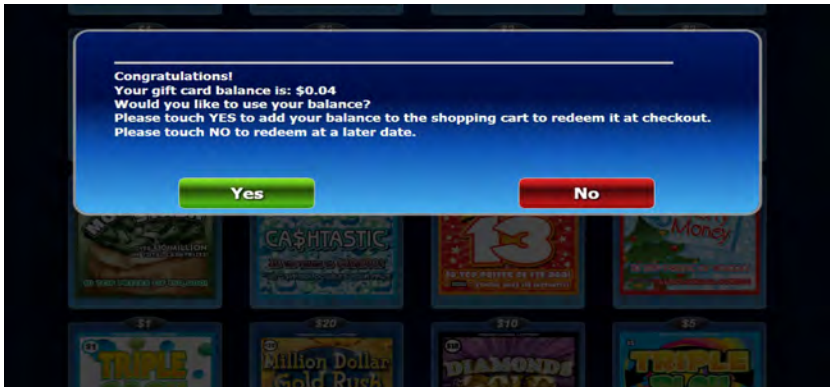 Congratulations!
Your gift card balance is: $0.04
Would you like to use your balance?
Please touch YES to add your balance to the shopping cart to redeem it at checkout.
Please touch NO to redeem at a later date.
Yes
No
CA$HTASTIC
13
Money
$1
$20
$10
$5
TRIPLE
Million Dollar
Gold Rush
DIAMONDS
TRIPLE